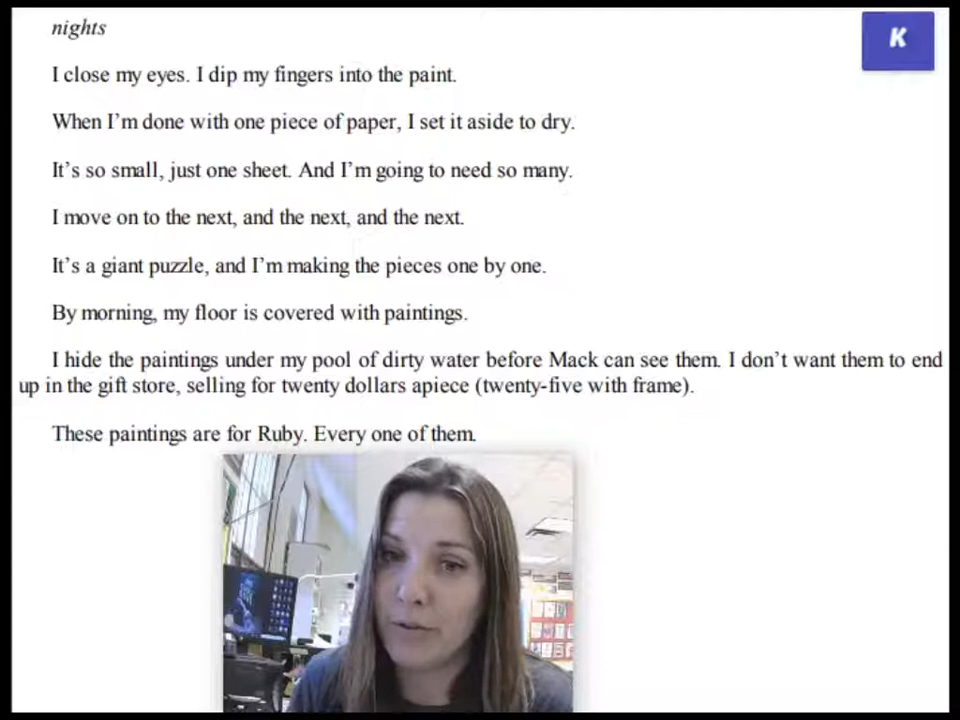 nights
K
I close my eyes. I dip my fingers into the paint.
When I’m done with one piece of paper, I set it aside to dry.
It’s so small, just one sheet. And I’m going to need so many.
I move on to the next, and the next, and the next.
It’s a giant puzzle, and I’m making the pieces one by one.
By morning, my floor is covered with paintings.
I hide the paintings under my pool of dirty water before Mack can see them. I don’t want them to end
up in the gift store, selling for twenty dollars apiece (twenty-five with frame).
These paintings are for Ruby. Every one of them.